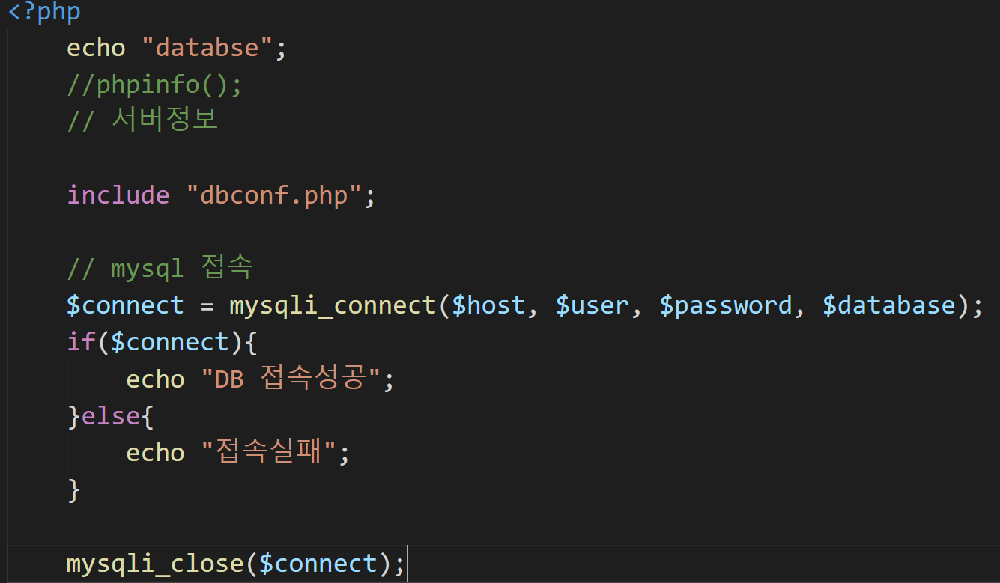 <?php
echo "databse";
//phpinfo();
// 서버정보
include "dbconf.php";
// mysql 접속
$connect = mysqli_connect($host, $user, $password, $database);
if($connect){
echo "DB 접속성공";
}else{
echo "접속실패";
}
mysqli_close($connect);